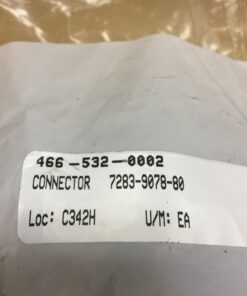 466-532-0002
CONNECTOR 7283-9078-80
Loc: C342H U/M: EA